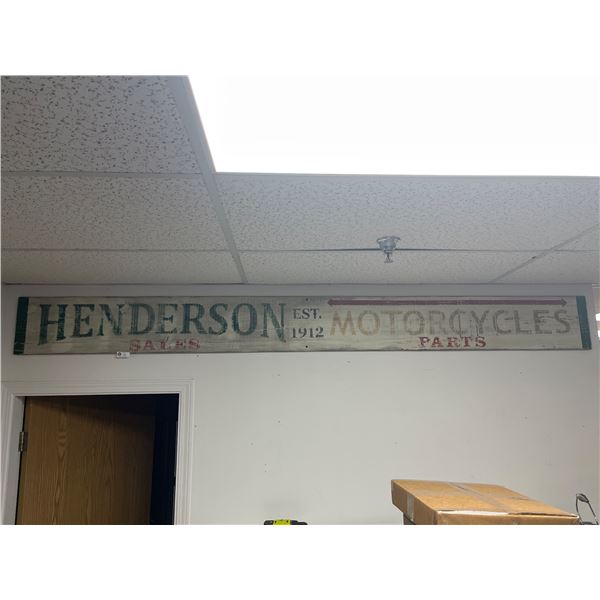 HENDERSON EST. MOTORCYCLES
1912
SALES PARTS